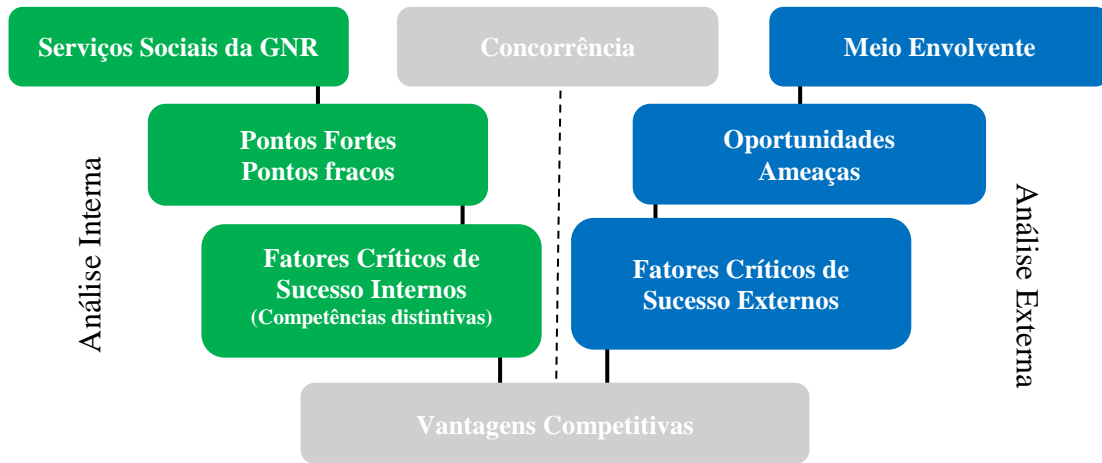 Serviços Sociais da GNR
Concorrência
Meio Envolvente
Pontos Fortes
Pontos fracos
Oportunidades
Ameaças
Análise Interna
Fatores Críticos de
Sucesso Internos
(Competências distintivas)
Fatores Críticos de
Sucesso Externos
Análise Externa
Vantagens Competitivas